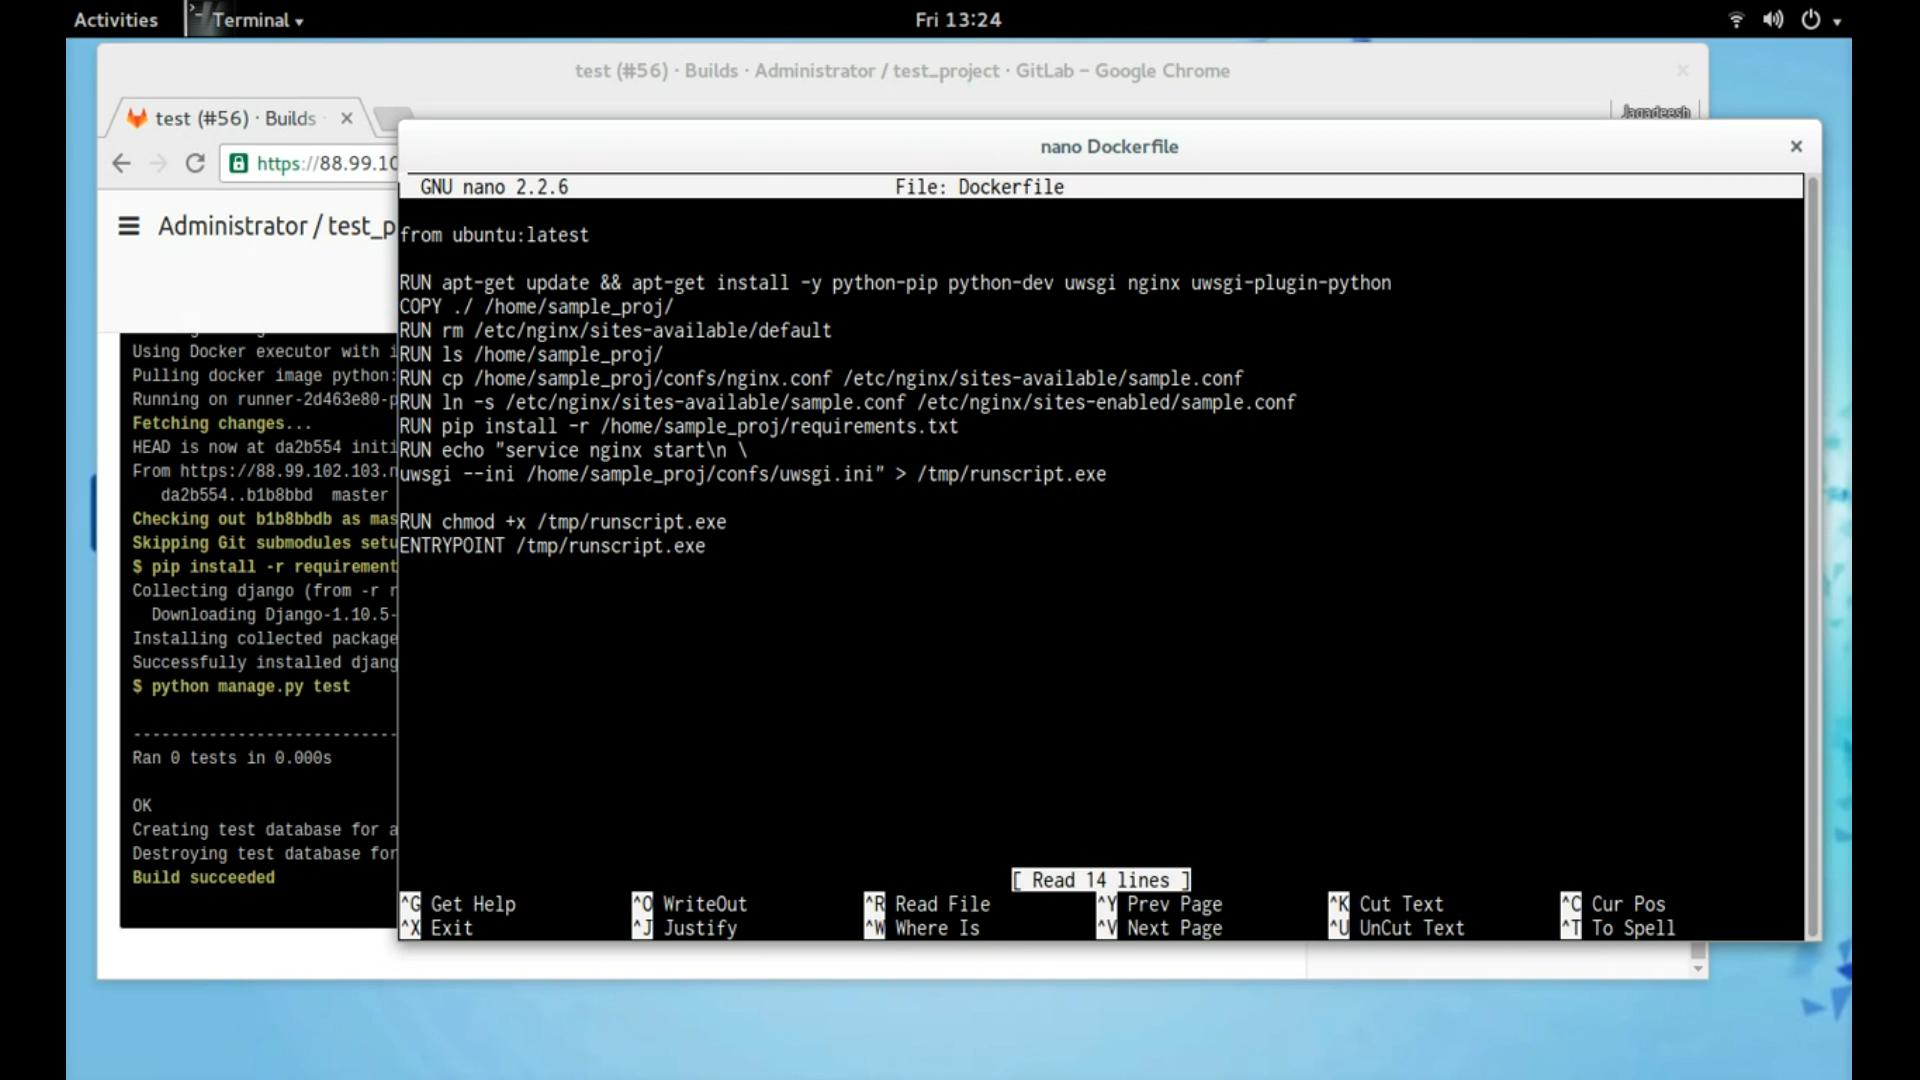 Activities
Terminal
Fri 13:24
test (#56) · Builds · Administrator / test_project · GitLab – Google Chrome
test (#56) · Builds
Jagadeesh
https://88.99.10
Administrator / test_p
Using Docker executor with i
Pulling docker image python:
Running on runner-2d463e80-p
Fetching changes...
HEAD is now at da2b554 initi
From https://88.99.102.103.n
da2b554..b1b8bbd master
Checking out b1b8bbdb as mas
Skipping Git submodules setu
$ pip install -r requirement
Collecting django (from -r r
Downloading Django-1.10.5-
Installing collected package
Successfully installed djang
$ python manage.py test
----------------------------
Ran 0 tests in 0.000s
OK
Creating test database for a
Destroying test database for
Build succeeded
nano Dockerfile
GNU nano 2.2.6 File: Dockerfile
from ubuntu:latest
RUN apt-get update && apt-get install -y python-pip python-dev uwsgi nginx uwsgi-plugin-python
COPY ./ /home/sample_proj/
RUN rm /etc/nginx/sites-available/default
RUN ls /home/sample_proj/
RUN cp /home/sample_proj/confs/nginx.conf /etc/nginx/sites-available/sample.conf
RUN ln -s /etc/nginx/sites-available/sample.conf /etc/nginx/sites-enabled/sample.conf
RUN pip install -r /home/sample_proj/requirements.txt
RUN echo "service nginx start\n \
uwsgi --ini /home/sample_proj/confs/uwsgi.ini" > /tmp/runscript.exe
RUN chmod +x /tmp/runscript.exe
ENTRYPOINT /tmp/runscript.exe
[ Read 14 lines ]
^G Get Help ^O WriteOut ^R Read File ^Y Prev Page ^K Cut Text ^C Cur Pos
^X Exit ^J Justify ^W Where Is ^V Next Page ^U UnCut Text ^T To Spell